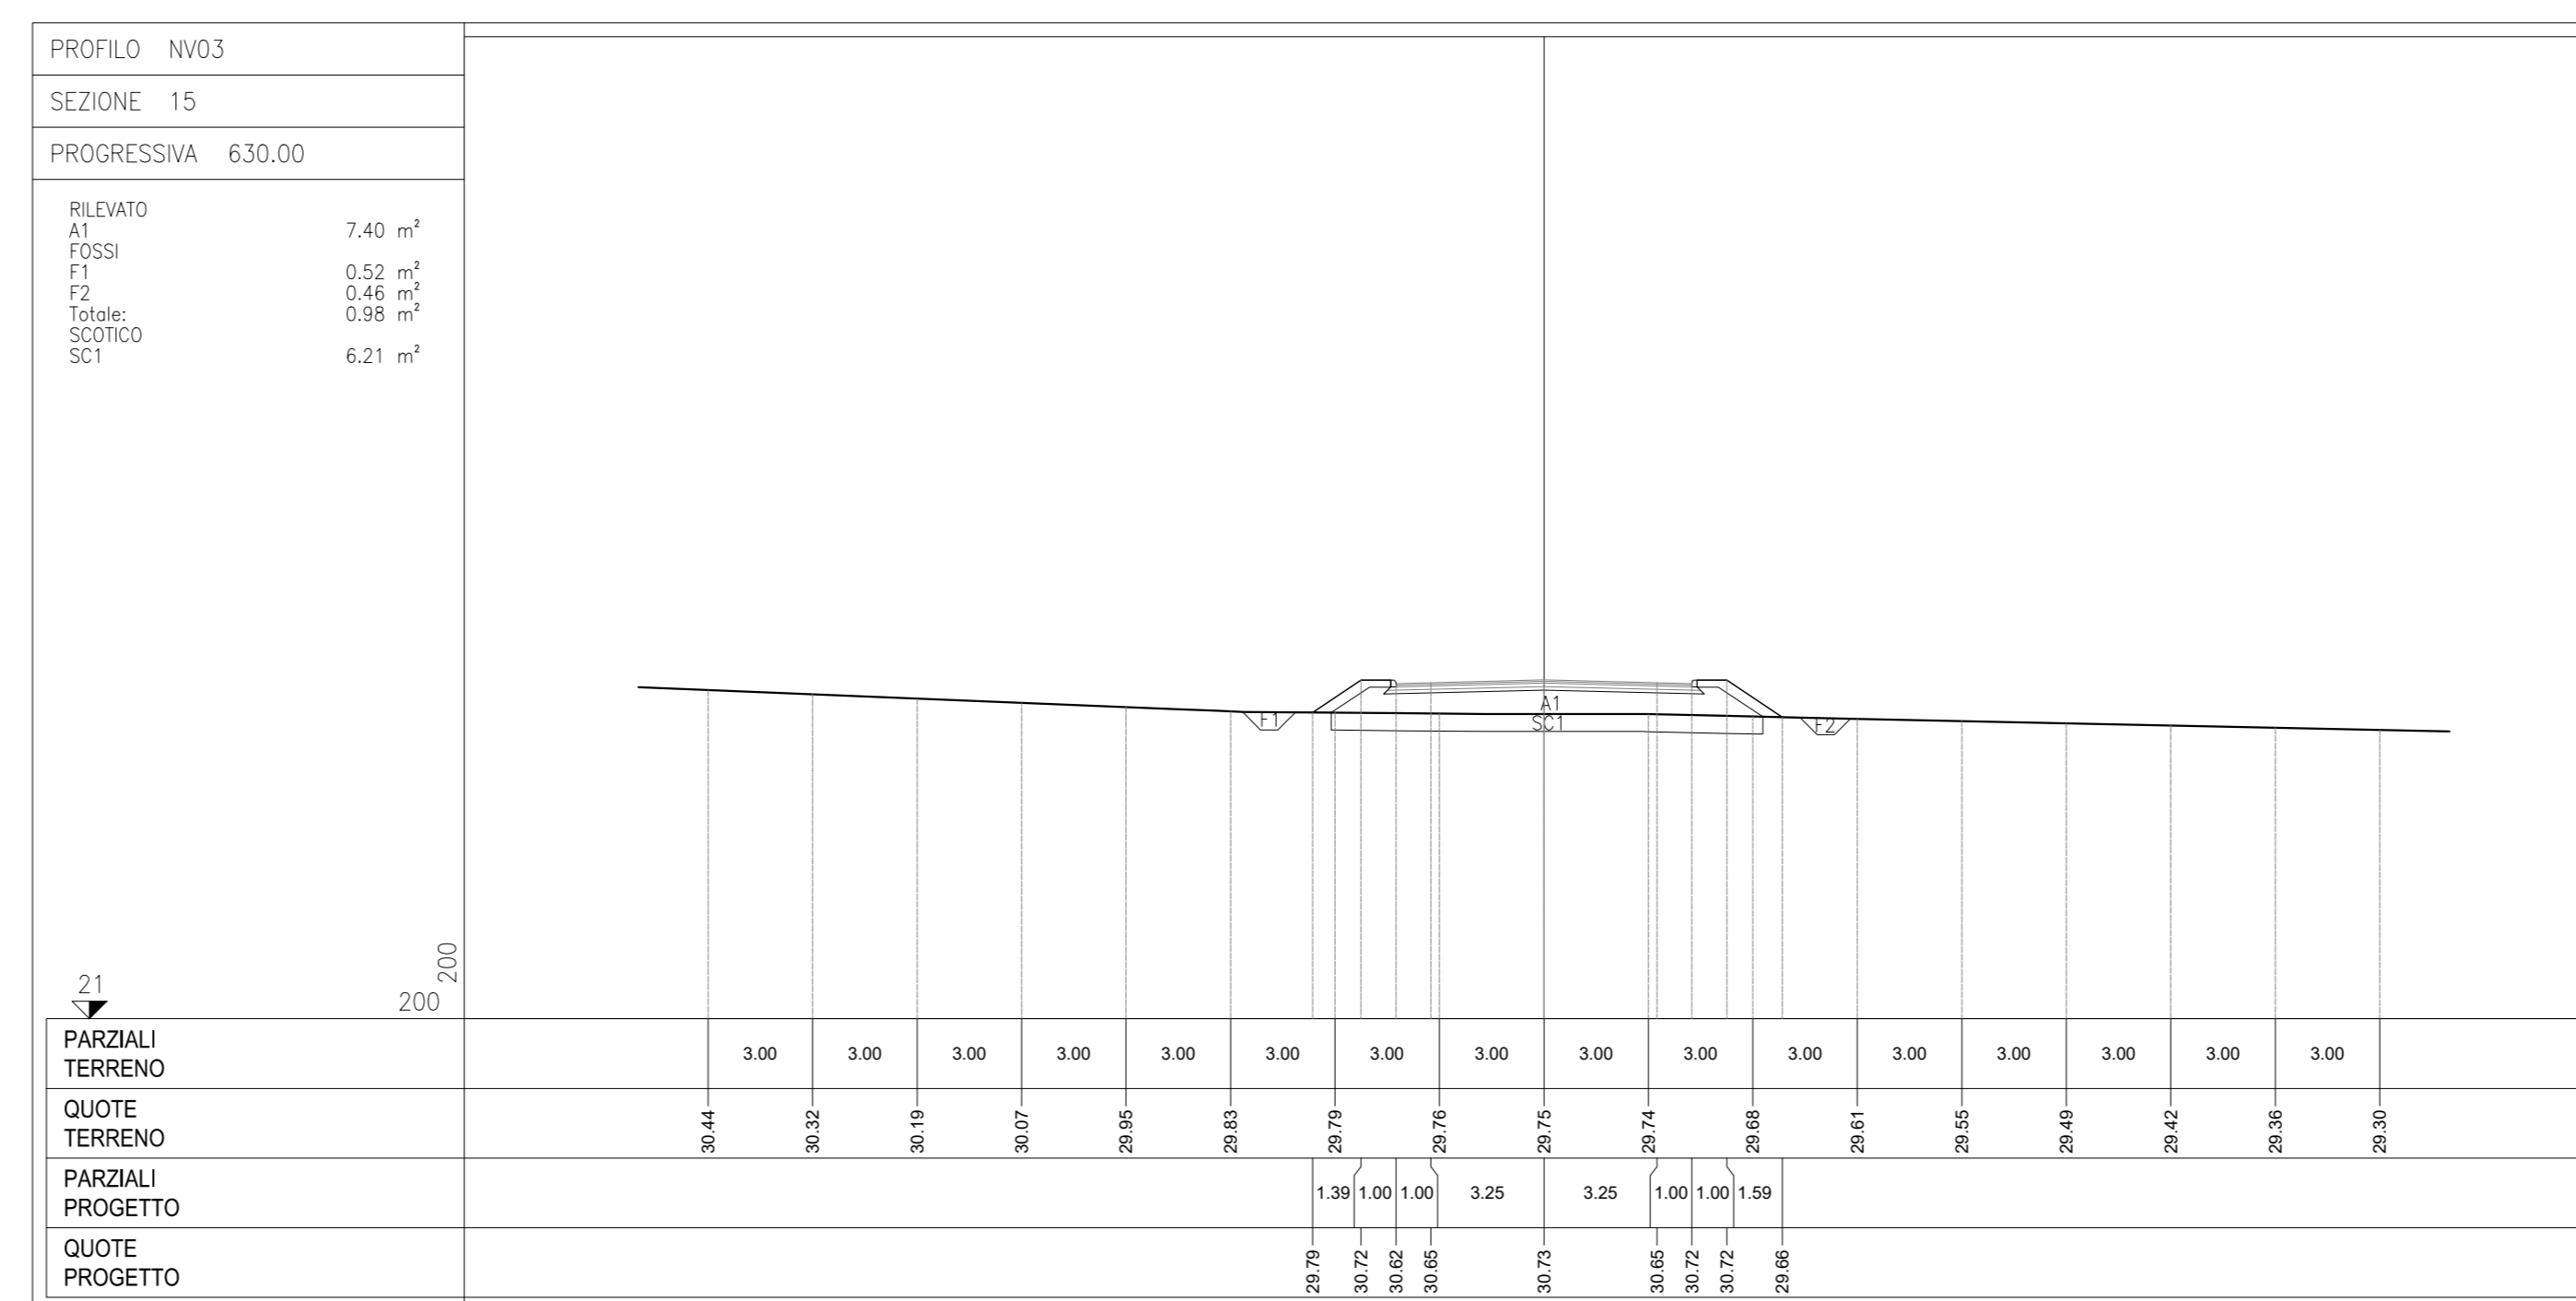 PROFILO NV03
SEZIONE 15
PROGRESSIVA 630.00
RILEVATO
A1 7.40 m²
FOSSI
F1 0.52 m²
F2 0.46 m²
Totale: 0.98 m²
SCOTICO
SC1 6.21 m²
A1
F1 SC1 F2
200
21 200
PARZIALI
TERRENO
3.00 3.00 3.00 3.00 3.00 3.00 3.00 3.00 3.00 3.00 3.00 3.00 3.00 3.00 3.00 3.00
QUOTE
TERRENO
30.44 30.32 30.19 30.07 29.95 29.83 29.79 29.76 29.75 29.74 29.68 29.61 29.55 29.49 29.42 29.36 29.30
PARZIALI
PROGETTO
1.39 1.00 1.00 3.25 3.25 1.00 1.00 1.59
QUOTE
PROGETTO
29.79 30.72 30.62 30.65 30.73 30.65 30.72 30.72 29.66